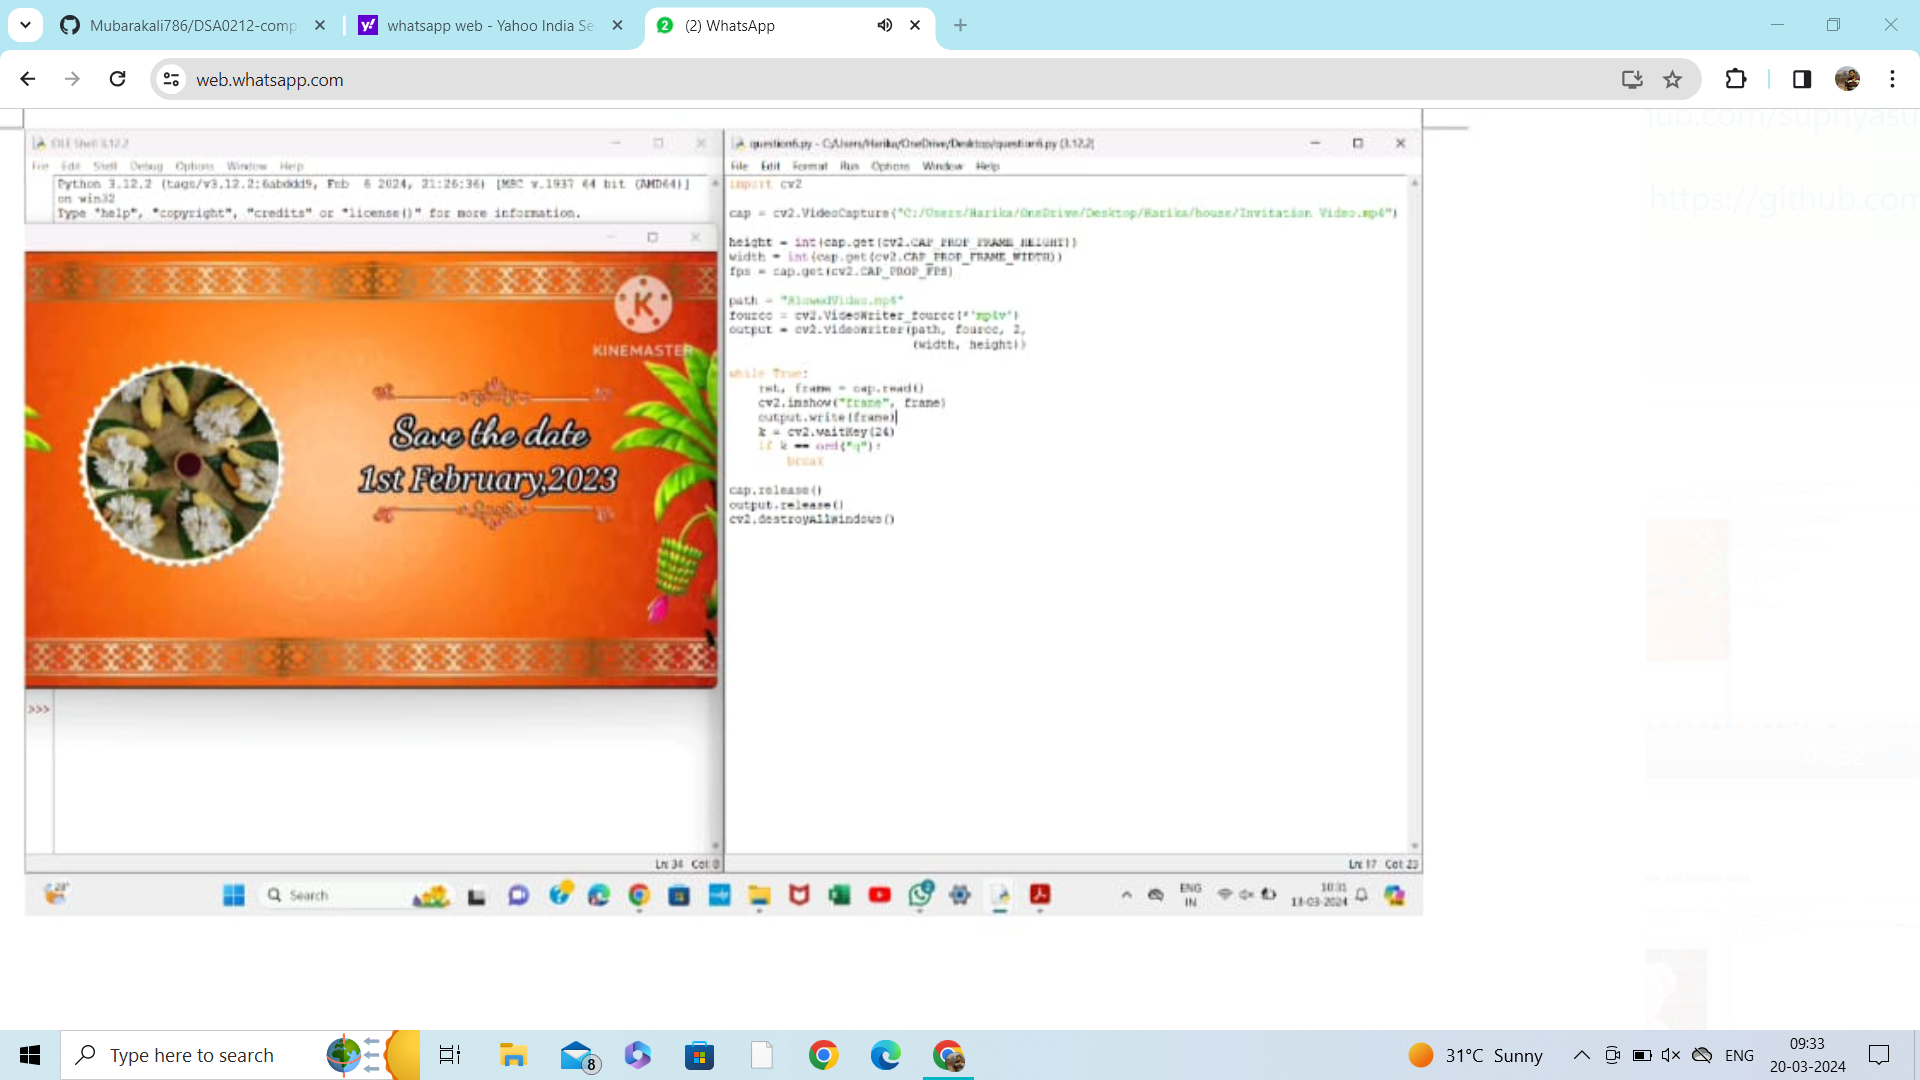 Mubarakali786/DSA0212-comp
whatsapp web - Yahoo India Se
(2) WhatsApp
web.whatsapp.com
IDLE Shell 3.12.2
File Edit Shell Debug Options Window Help
Python 3.12.2 (tags/v3.12.2:6abddd9, Feb 6 2024, 21:26:36) [MSC v.1937 64 bit (AMD64)]
on win32
Type "help", "copyright", "credits" or "license()" for more information.
KINEMASTER
Save the date
1st February,2023
>>>
Ln: 34 Col: 0
question6.py - C:/Users/Harika/OneDrive/Desktop/question6.py (3.12.2)
File Edit Format Run Options Window Help
import cv2
cap = cv2.VideoCapture("C:/Users/Harika/OneDrive/Desktop/Harika/house/Invitation Video.mp4")
height = int(cap.get(cv2.CAP_PROP_FRAME_HEIGHT))
width = int(cap.get(cv2.CAP_PROP_FRAME_WIDTH))
fps = cap.get(cv2.CAP_PROP_FPS)
path = "SlowedVideo.mp4"
fourcc = cv2.VideoWriter_fourcc(*'mp4v')
output = cv2.VideoWriter(path, fourcc, 2,
(width, height))
while True:
ret, frame = cap.read()
cv2.imshow("frame", frame)
output.write(frame)
k = cv2.waitKey(24)
if k == ord("q"):
break
cap.release()
output.release()
cv2.destroyAllWindows()
Ln: 17 Col: 23
28°
Search
ENG
IN
10:31
13-03-2024
https://github.com
Type here to search
8
31°C Sunny
ENG
09:33
20-03-2024